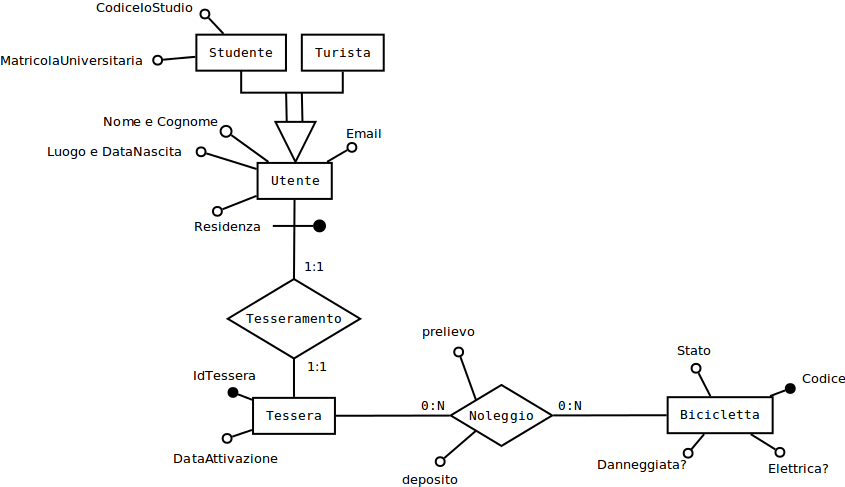 CodiceIoStudio
Studente
Turista
MatricolaUniversitaria
Nome e Cognome
Email
Luogo e DataNascita
Utente
Residenza
1:1
Tesseramento
prelievo
Stato
1:1
IdTessera
Codice
0:N
0:N
Tessera
Noleggio
Bicicletta
DataAttivazione
Danneggiata?
Elettrica?
deposito